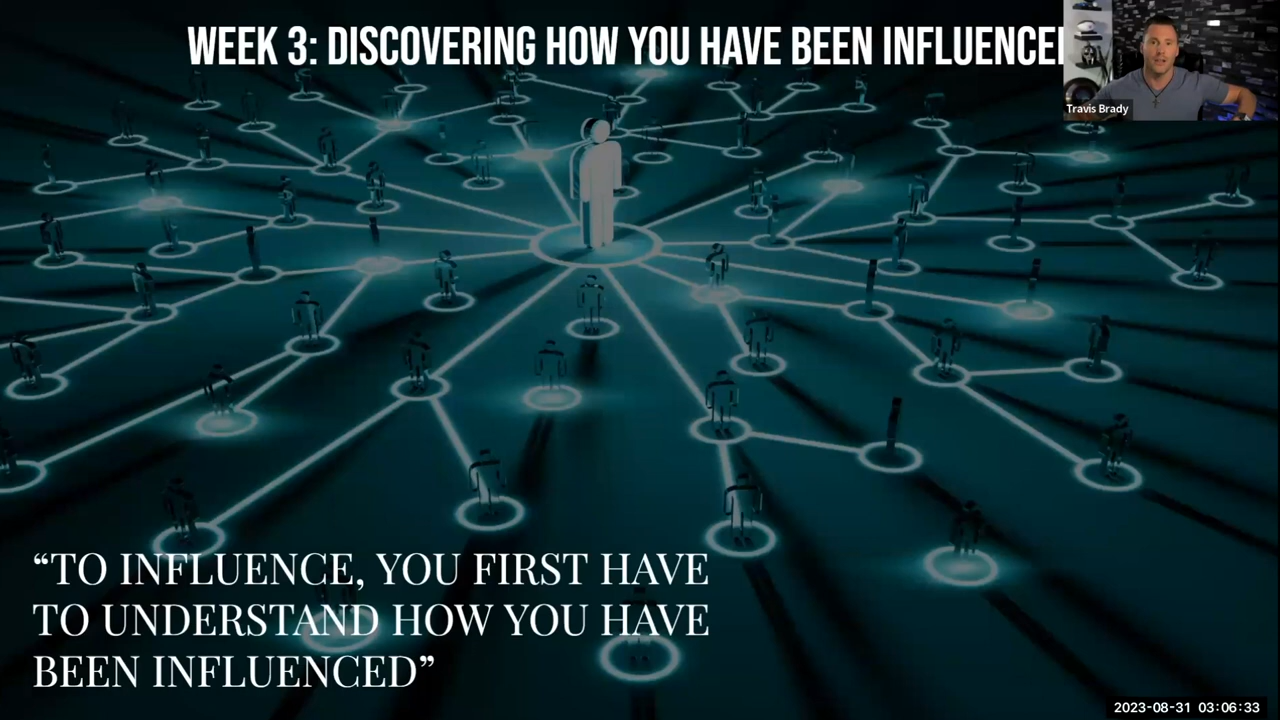 WEEK 3: DISCOVERING HOW YOU HAVE BEEN INFLUENCE
Travis Brady
“TO INFLUENCE, YOU FIRST HAVE
TO UNDERSTAND HOW YOU HAVE
BEEN INFLUENCED”
2023-08-31 03:06:33